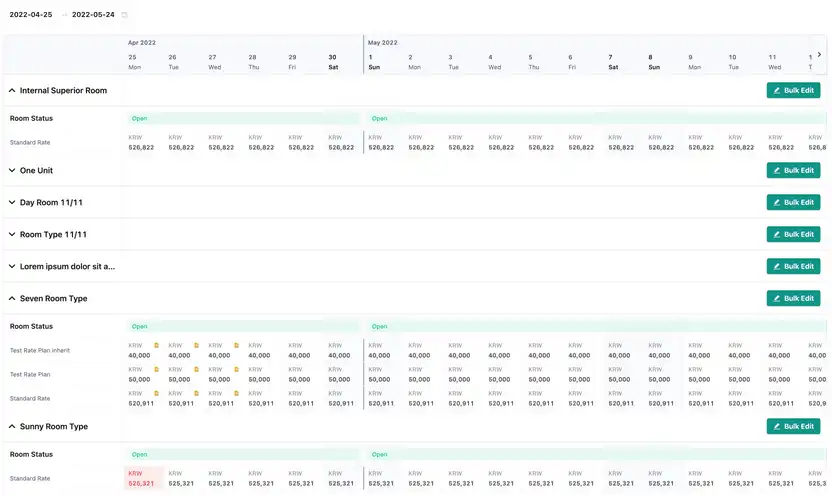 2022-04-25 → 2022-05-24
Apr 2022 May 2022
25 26 27 28 29 30 1 2 3 4 5 6 7 8 9 10 11 1
Mon Tue Wed Thu Fri Sat Sun Mon Tue Wed Thu Fri Sat Sun Mon Tue Wed T
Internal Superior Room Bulk Edit
Room Status Open Open
KRW KRW KRW KRW KRW KRW KRW KRW KRW KRW KRW KRW KRW KRW KRW KRW KRW KRW
Standard Rate
526,822 526,822 526,822 526,822 526,822 526,822 526,822 526,822 526,822 526,822 526,822 526,822 526,822 526,822 526,822 526,822 526,822 526,8
One Unit Bulk Edit
Day Room 11/11 Bulk Edit
Room Type 11/11 Bulk Edit
Lorem ipsum dolor sit a... Bulk Edit
Seven Room Type Bulk Edit
Room Status Open Open
KRW KRW KRW KRW KRW KRW KRW KRW KRW KRW KRW KRW KRW KRW KRW KRW KRW KRW
Test Rate Plan inherit
40,000 40,000 40,000 40,000 40,000 40,000 40,000 40,000 40,000 40,000 40,000 40,000 40,000 40,000 40,000 40,000 40,000 40,0
KRW KRW KRW KRW KRW KRW KRW KRW KRW KRW KRW KRW KRW KRW KRW KRW KRW KRW
Test Rate Plan
50,000 50,000 50,000 50,000 50,000 50,000 50,000 50,000 50,000 50,000 50,000 50,000 50,000 50,000 50,000 50,000 50,000 50,0
KRW KRW KRW KRW KRW KRW KRW KRW KRW KRW KRW KRW KRW KRW KRW KRW KRW KRW
Standard Rate
520,911 520,911 520,911 520,911 520,911 520,911 520,911 520,911 520,911 520,911 520,911 520,911 520,911 520,911 520,911 520,911 520,911 520,9
Sunny Room Type Bulk Edit
Room Status Open Open
KRW KRW KRW KRW KRW KRW KRW KRW KRW KRW KRW KRW KRW KRW KRW KRW KRW KRW
Standard Rate
525,321 525,321 525,321 525,321 525,321 525,321 525,321 525,321 525,321 525,321 525,321 525,321 525,321 525,321 525,321 525,321 525,321 525,3